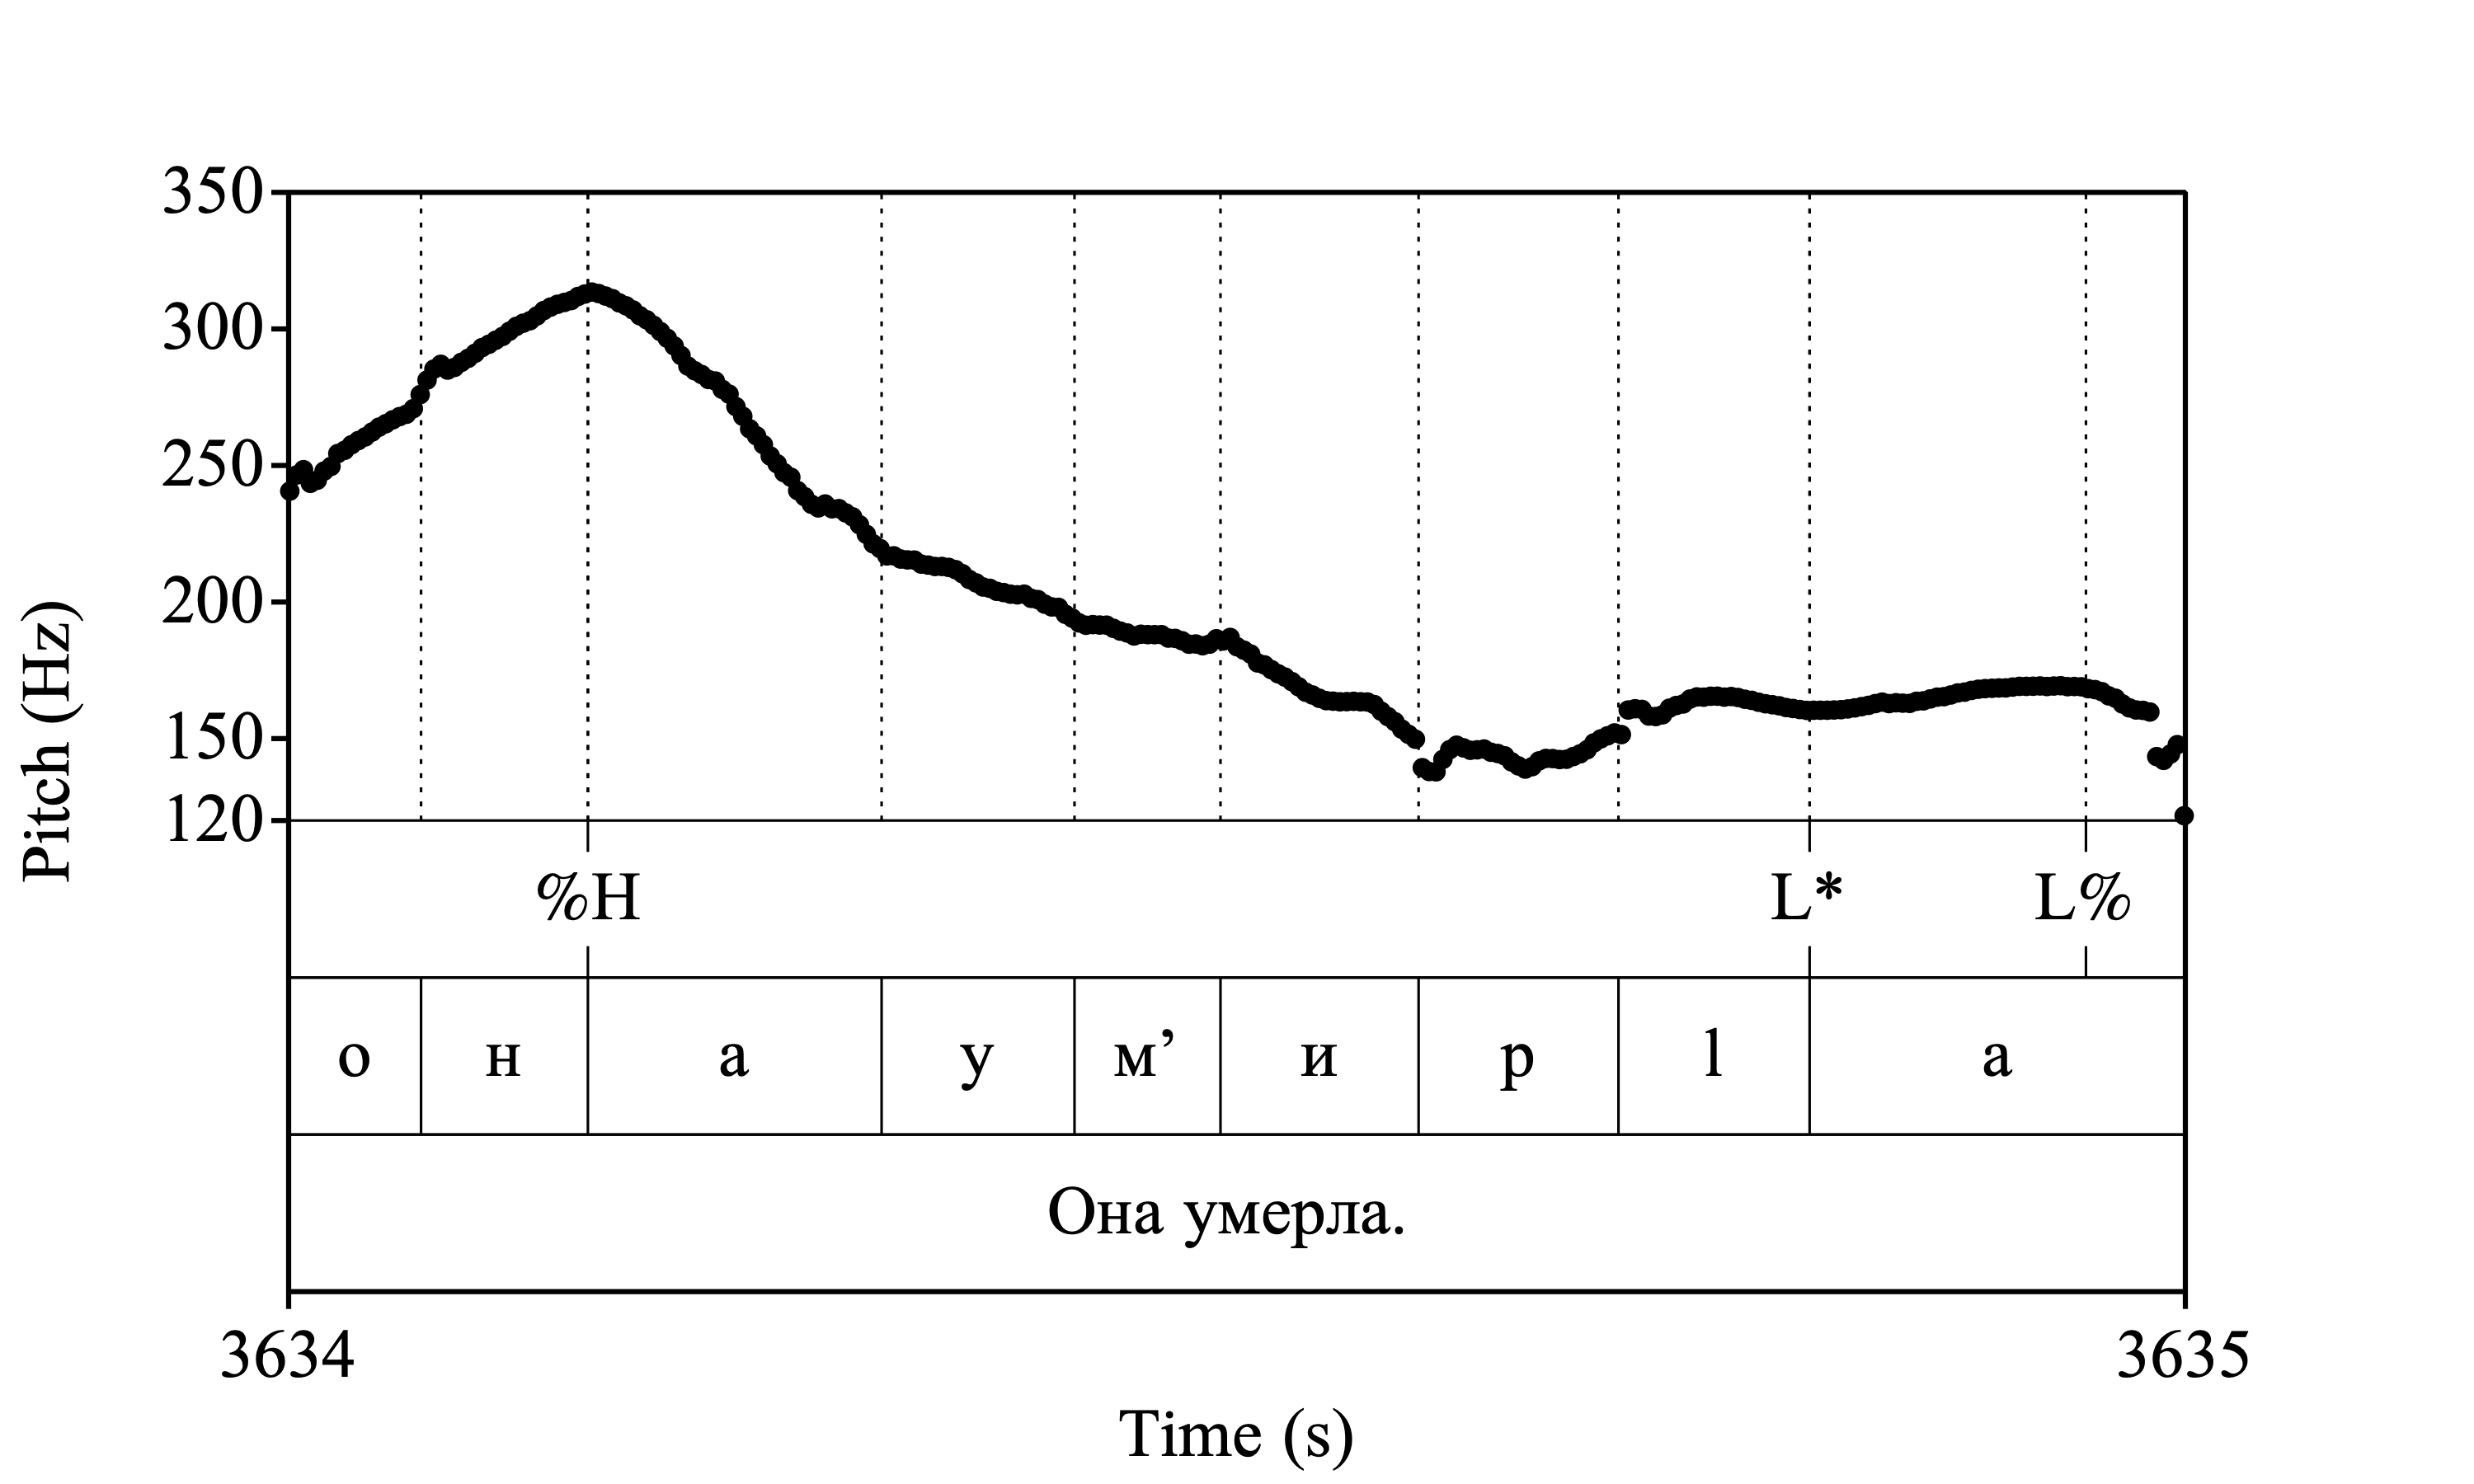 350
300
250
200
150
120
Pitch (Hz)
%H L* L%
о н а у м’ и р l а
Она умерла.
3634 3635
Time (s)